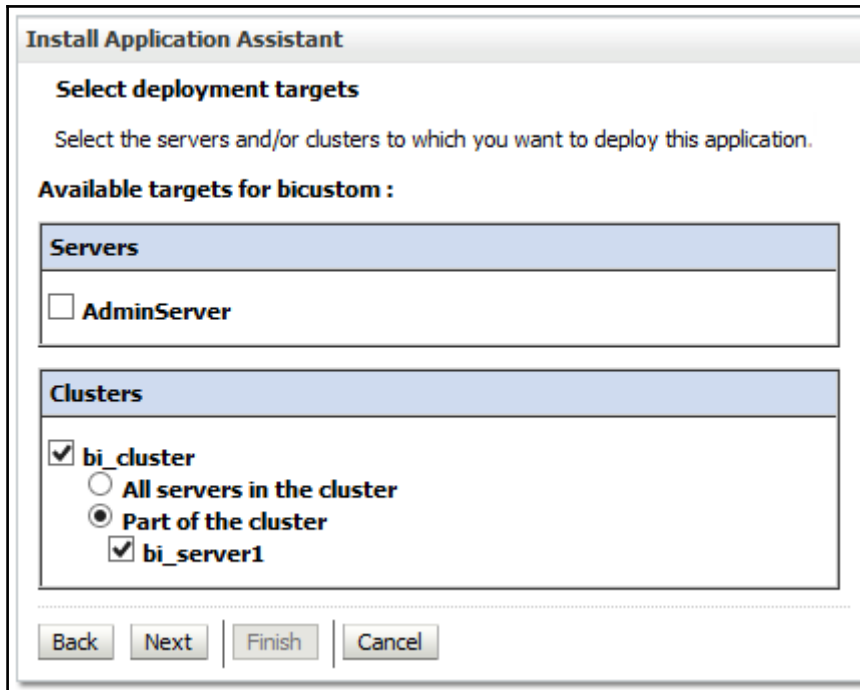 Install Application Assistant
Select deployment targets
Select the servers and/or clusters to which you want to deploy this application.
Available targets for bicustom :
Servers
AdminServer
Clusters
bi_cluster
All servers in the cluster
Part of the cluster
bi_server1
Back Next Finish Cancel